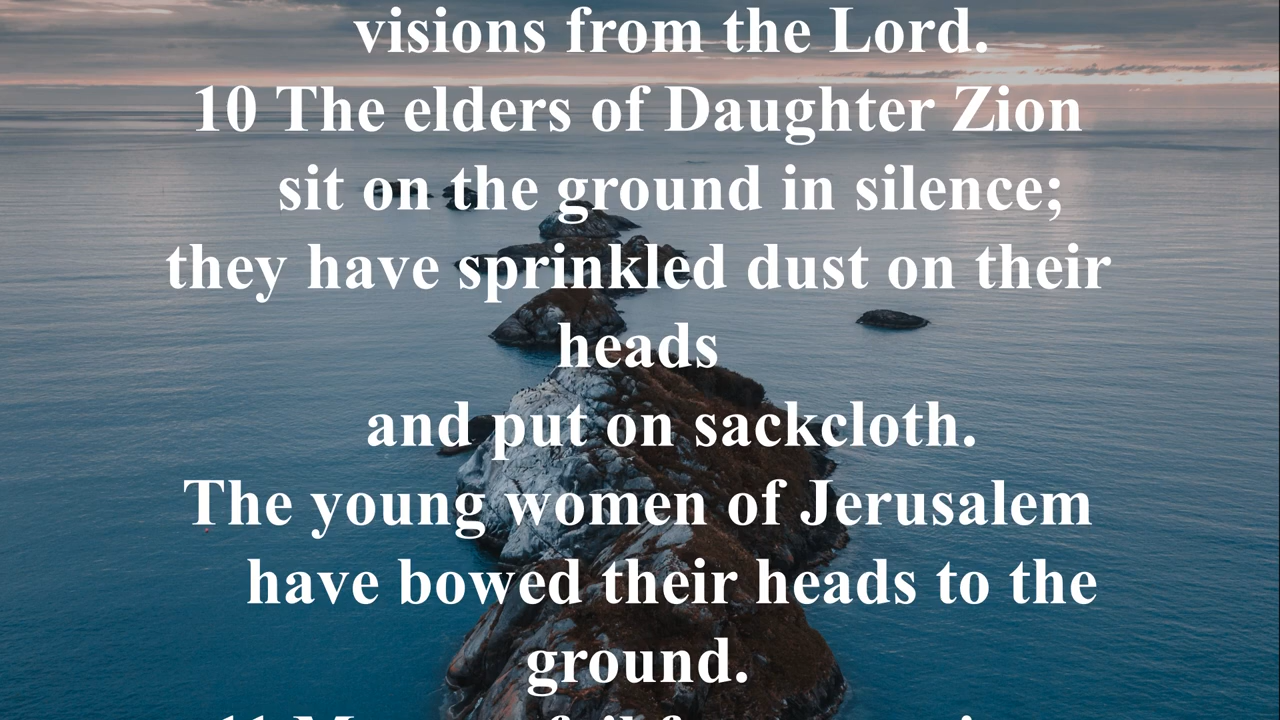 visions from the Lord.
10 The elders of Daughter Zion
sit on the ground in silence;
they have sprinkled dust on their
heads
and put on sackcloth.
The young women of Jerusalem
have bowed their heads to the
ground.